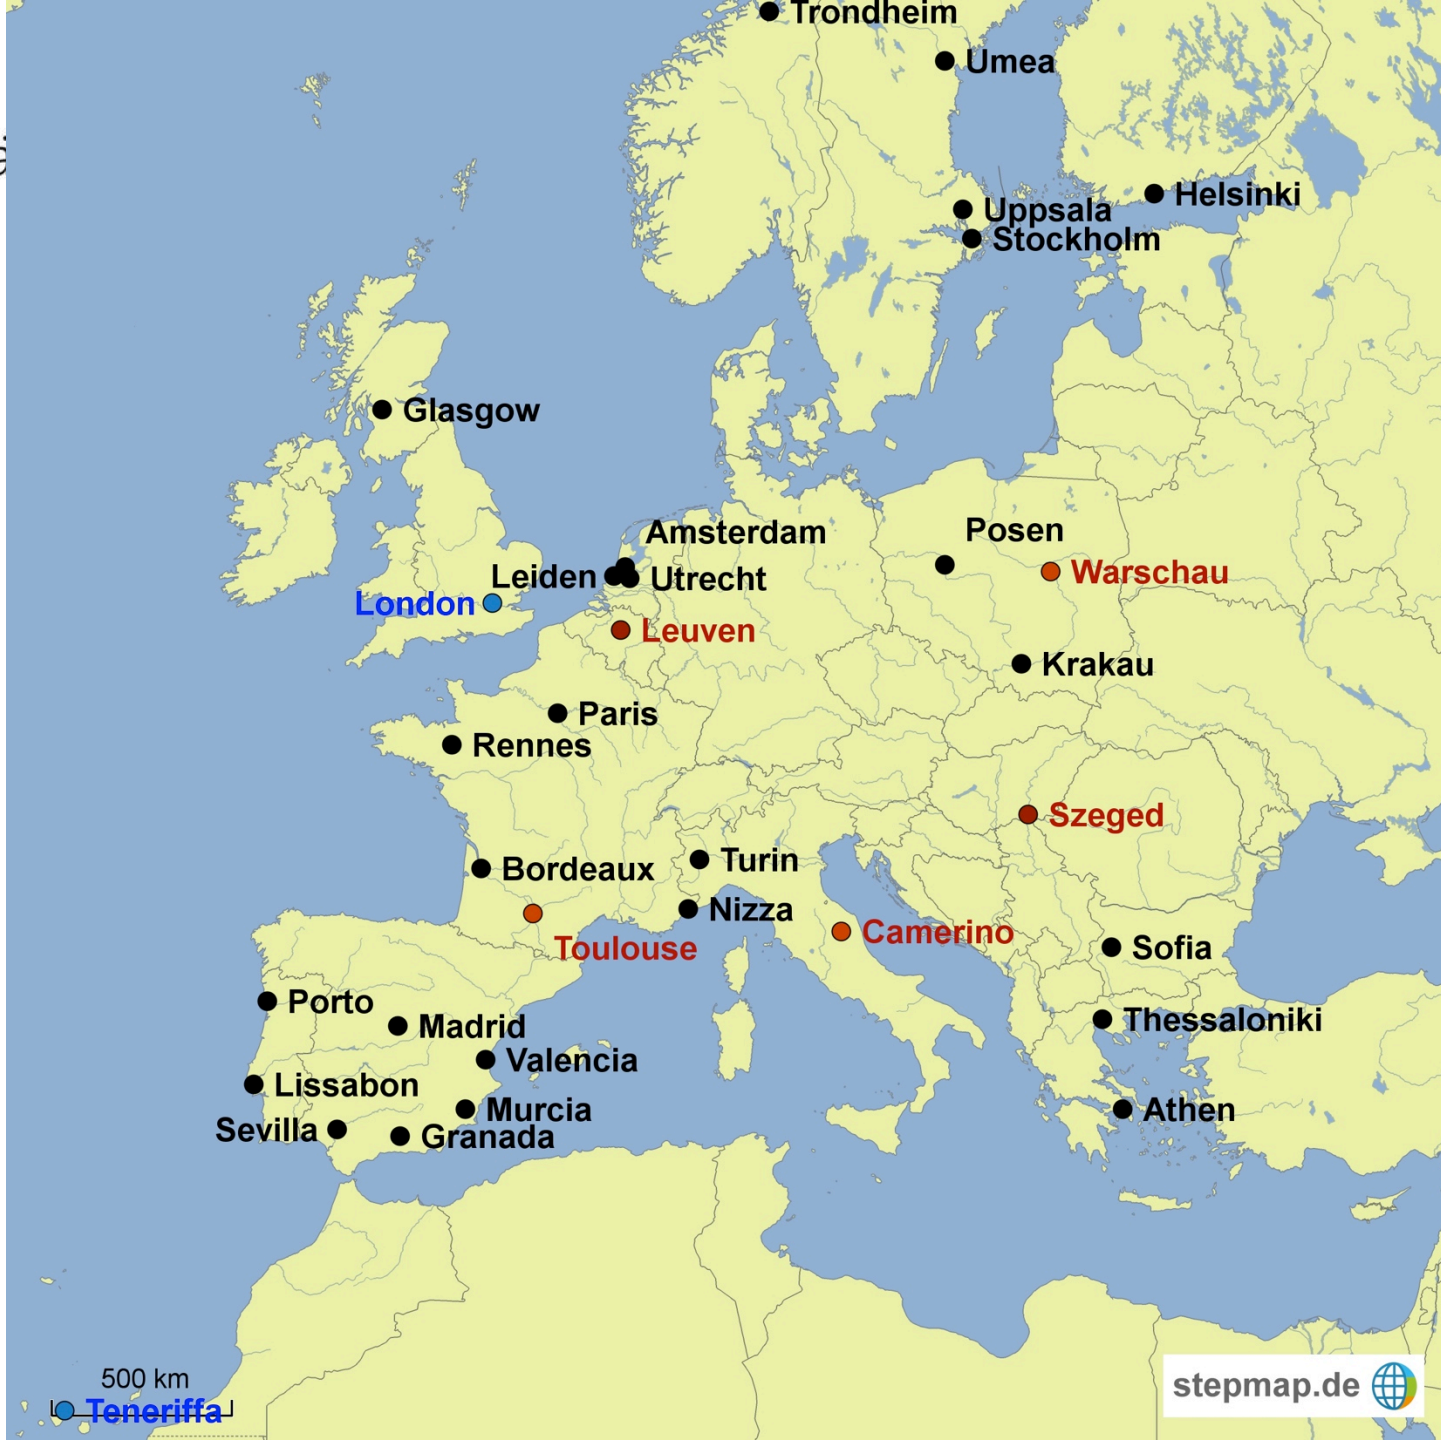 Trondheim
Umea
Helsinki
Uppsala
Stockholm
Glasgow
Amsterdam
Posen
Leiden
Utrecht
Warschau
London
Leuven
Krakau
Paris
Rennes
Szeged
Bordeaux
Turin
Nizza
Toulouse
Camerino
Sofia
Porto
Madrid
Thessaloniki
Valencia
Lissabon
Murcia
Athen
Sevilla
Granada
500 km
Teneriffa
stepmap.de